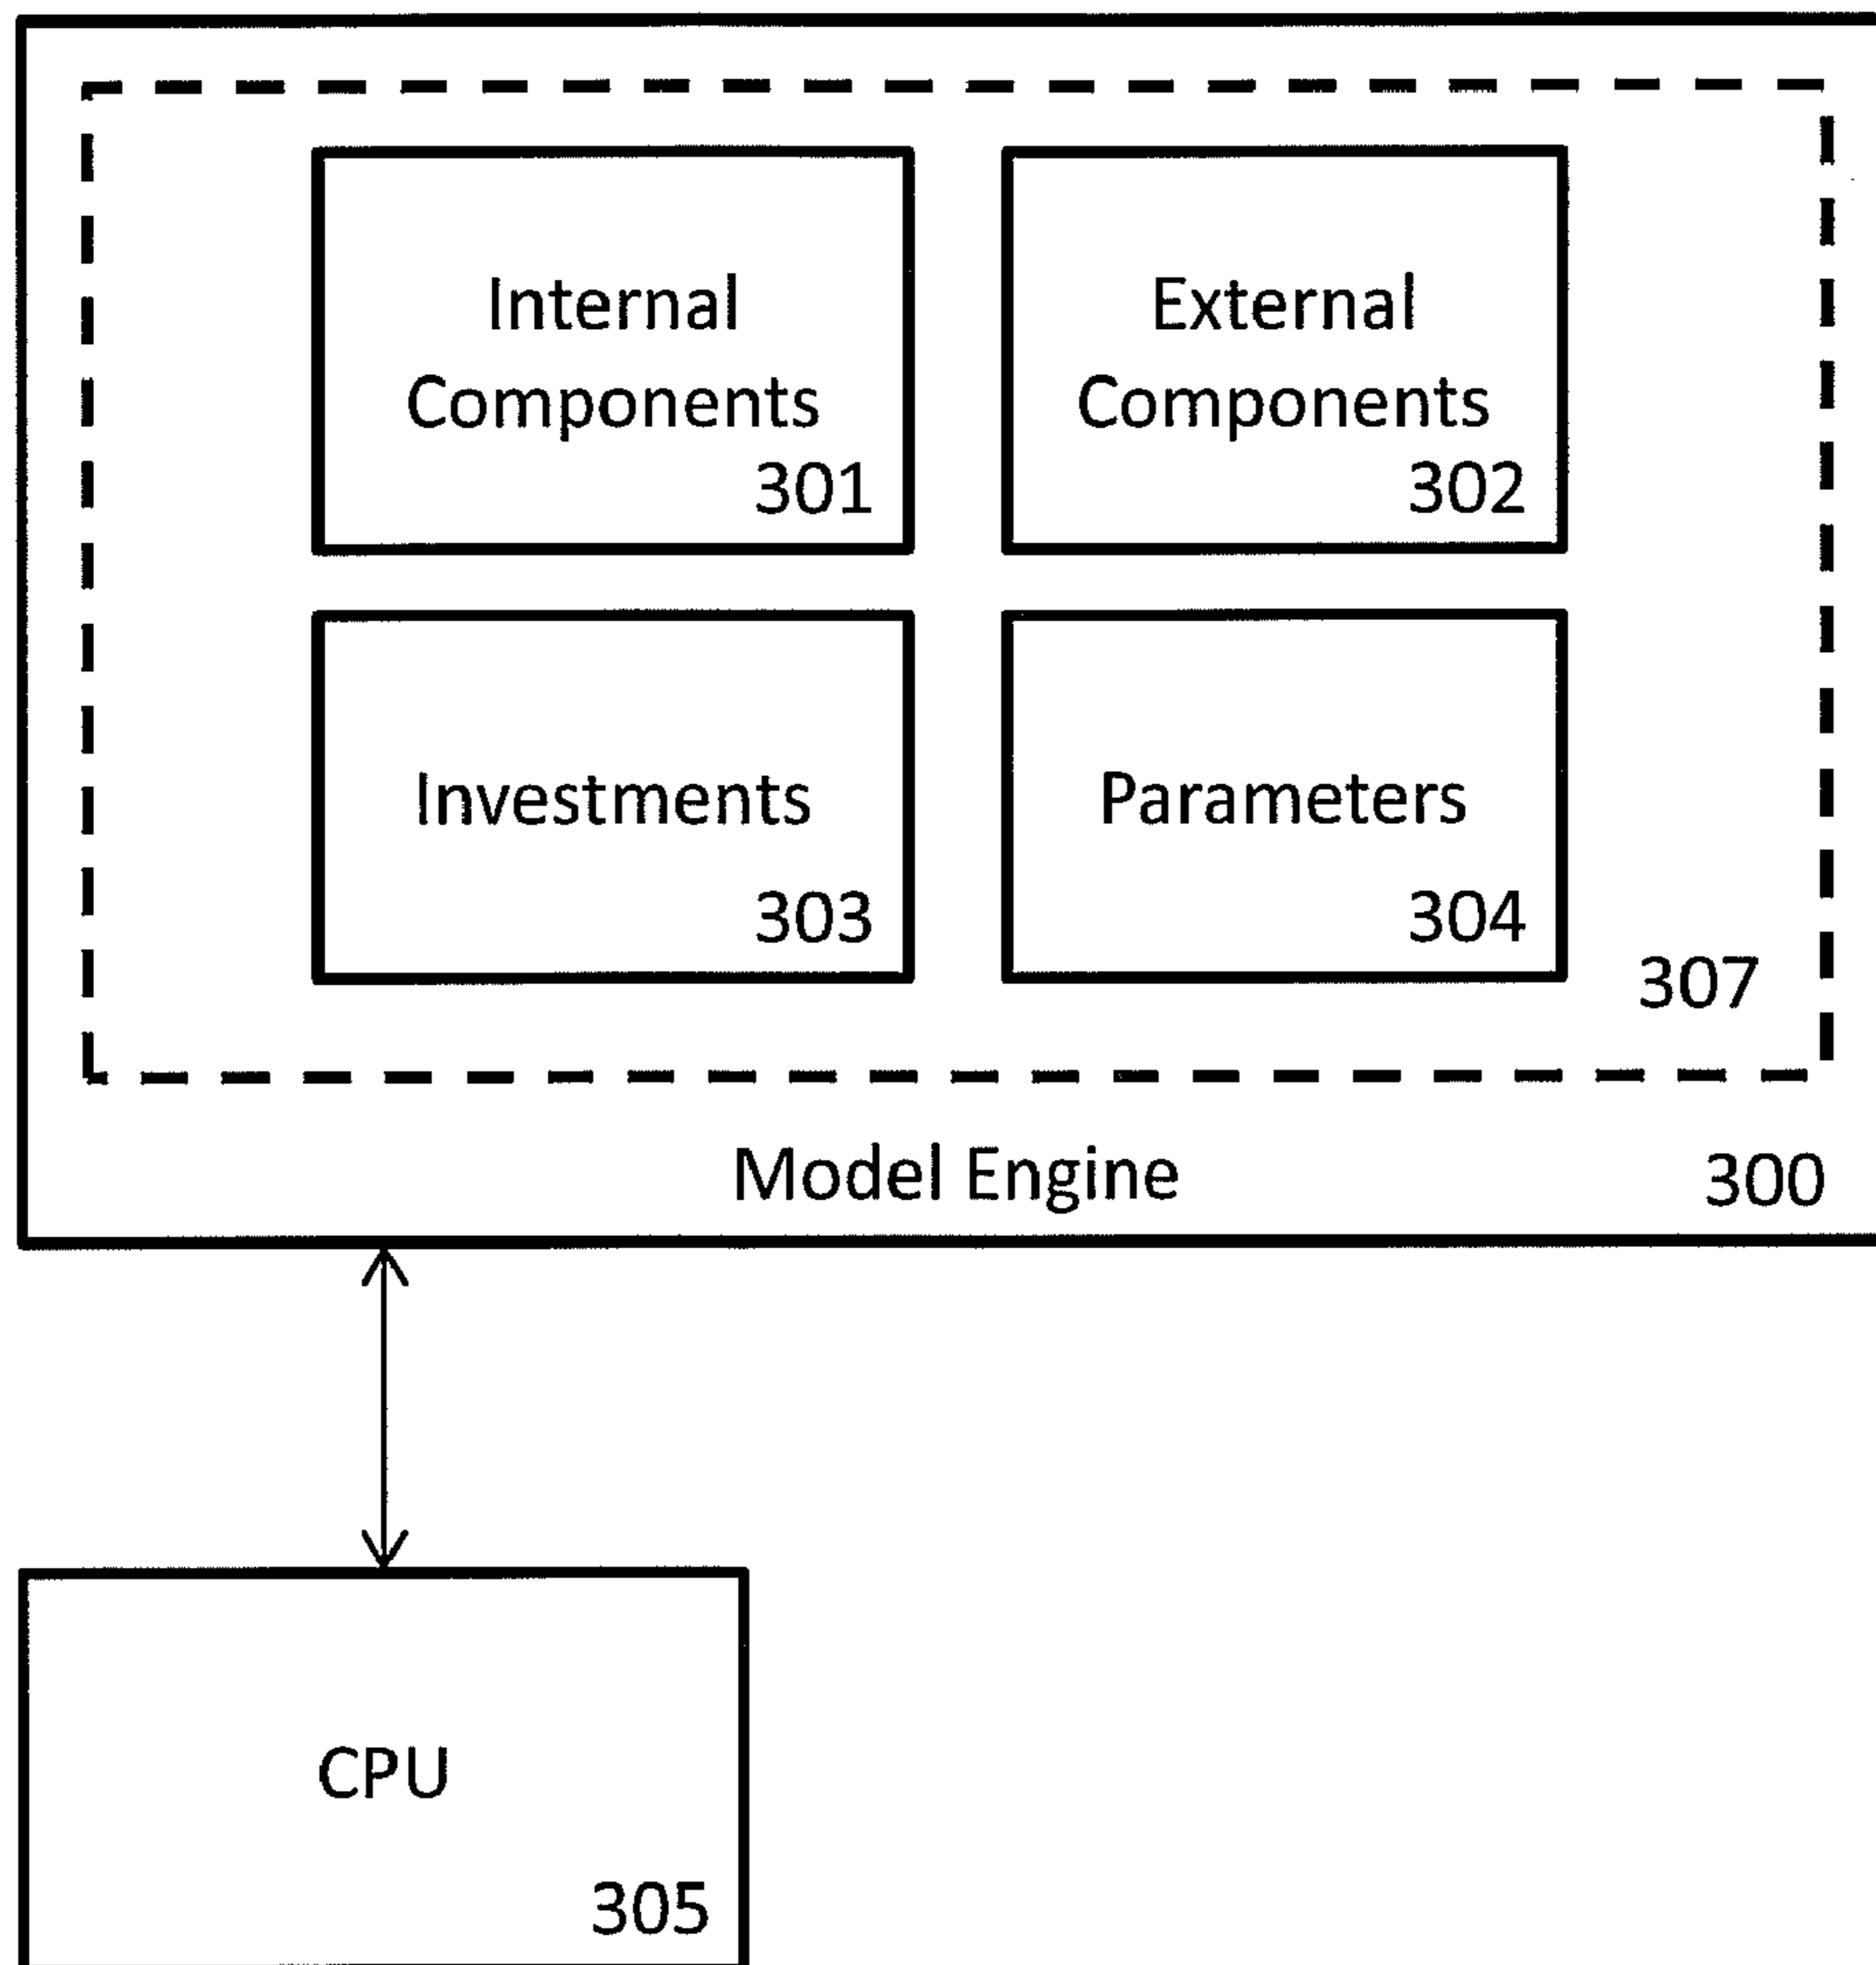 Internal
Components
301
External
Components
302
Investments
303
Parameters
304
307
Model Engine
300
CPU
305